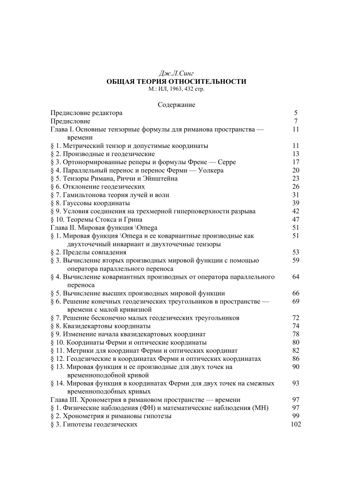 Дж.Л.Синг
ОБЩАЯ ТЕОРИЯ ОТНОСИТЕЛЬНОСТИ
М.: ИЛ, 1963, 432 стр.
Содержание
Предисловие редактора 5
Предисловие 7
Глава I. Основные тензорные формулы для риманова пространства — 11
времени
§ 1. Метрический тензор и допустимые координаты 11
§ 2. Производные и геодезические 13
§ 3. Ортонормированные реперы и формулы Френе — Серре 17
§ 4. Параллельный перенос и перенос Ферми — Уолкера 20
§ 5. Тензоры Римана, Риччи и Эйнштейна 23
§ 6. Отклонение геодезических 26
§ 7. Гамильтонова теория лучей и волн 31
§ 8. Гауссовы координаты 39
§ 9. Условия соединения на трехмерной гиперповерхности разрыва 42
§ 10. Теоремы Стокса и Грина 47
Глава II. Мировая функция \Omega 51
§ 1. Мировая функция \Omega и ее ковариантные производные как 51
двухточечный инвариант и двухточечные тензоры
§ 2. Пределы совпадения 53
§ 3. Вычисление вторых производных мировой функции с помощью 59
оператора параллельного переноса
§ 4. Вычисление ковариантных производных от оператора параллельного 64
переноса
§ 5. Вычисление высших производных мировой функции 66
§ 6. Решение конечных геодезических треугольников в пространстве — 69
времени с малой кривизной
§ 7. Решение бесконечно малых геодезических треугольников 72
§ 8. Квазидекартовы координаты 74
§ 9. Изменение начала квазидекартовых координат 78
§ 10. Координаты Ферми и оптические координаты 80
§ 11. Метрики для координат Ферми и оптических координат 82
§ 12. Геодезические в координатах Ферми и оптических координатах 86
§ 13. Мировая функция и ее производные для двух точек на 90
временноподобной кривой
§ 14. Мировая функция в координатах Ферми для двух точек на смежных 93
временноподобных кривых
Глава III. Хронометрия в римановом пространстве — времени 97
§ 1. Физические наблюдения (ФН) и математические наблюдения (МН) 97
§ 2. Хронометрия и римановы гипотезы 99
§ 3. Гипотезы геодезических 102